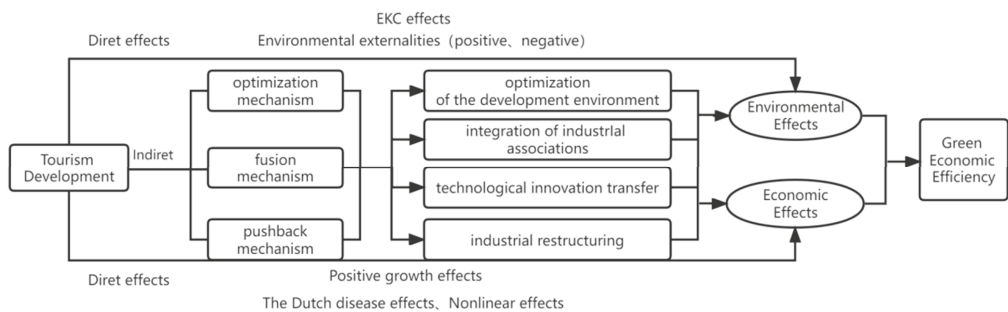 EKC effects
Diret effects
Environmental externalities (positive、negative)
optimization
mechanism
optimization
of the development environment
Environmental
Effects
integration of industrIal
associations
Tourism
Development
Indiret
fusion
mechanism
Green
Economic
Efficiency
technological innovation transfer
Economic
Effects
pushback
mechanism
industrial restructuring
Diret effects
Positive growth effects
The Dutch disease effects、Nonlinear effects